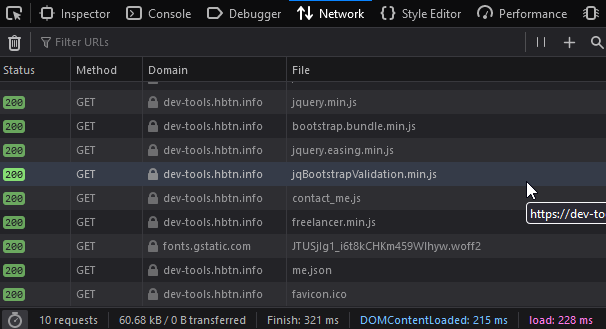 Inspector Console Debugger Network Style Editor Performance
Filter URLs
Status Method Domain File
200 GET dev-tools.hbtn.info jquery.min.js
200 GET dev-tools.hbtn.info bootstrap.bundle.min.js
200 GET dev-tools.hbtn.info jquery.easing.min.js
200 GET dev-tools.hbtn.info jqBootstrapValidation.min.js
200 GET dev-tools.hbtn.info contact_me.js
200 GET dev-tools.hbtn.info freelancer.min.js
https://dev-to
200 GET fonts.gstatic.com JTUSjIg1_i6t8kCHKm459Wlhyw.woff2
200 GET dev-tools.hbtn.info me.json
200 GET dev-tools.hbtn.info favicon.ico
10 requests 60.68 kB / 0 B transferred Finish: 321 ms DOMContentLoaded: 215 ms load: 228 ms